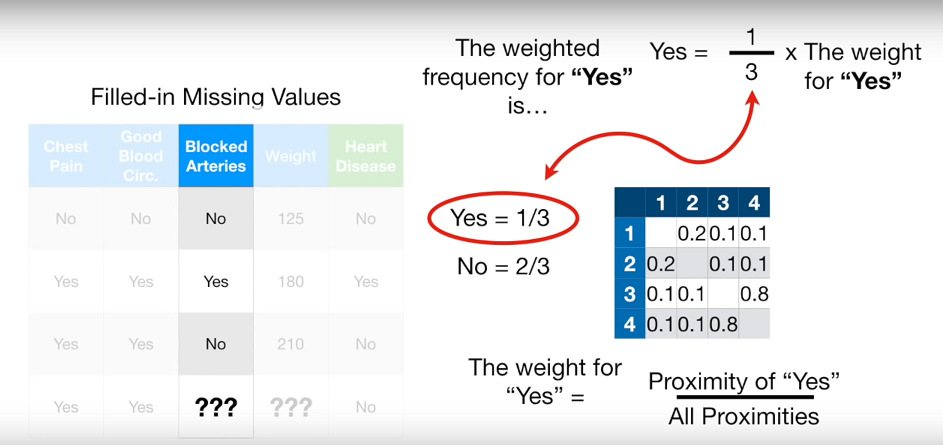 The weighted
frequency for “Yes”
is…
Yes =
1
3
x The weight
for “Yes”
Filled-in Missing Values
Chest
Pain
Good
Blood
Circ.
Blocked
Arteries
Weight
Heart
Disease
No No No 125 No
Yes Yes Yes 180 Yes
Yes Yes No 210 No
Yes Yes ??? ??? No
Yes = 1/3
No = 2/3
1 2 3 4
1 0.2 0.1 0.1
2 0.2 0.1 0.1
3 0.1 0.1 0.8
4 0.1 0.1 0.8
The weight for
“Yes” =
Proximity of “Yes”
All Proximities